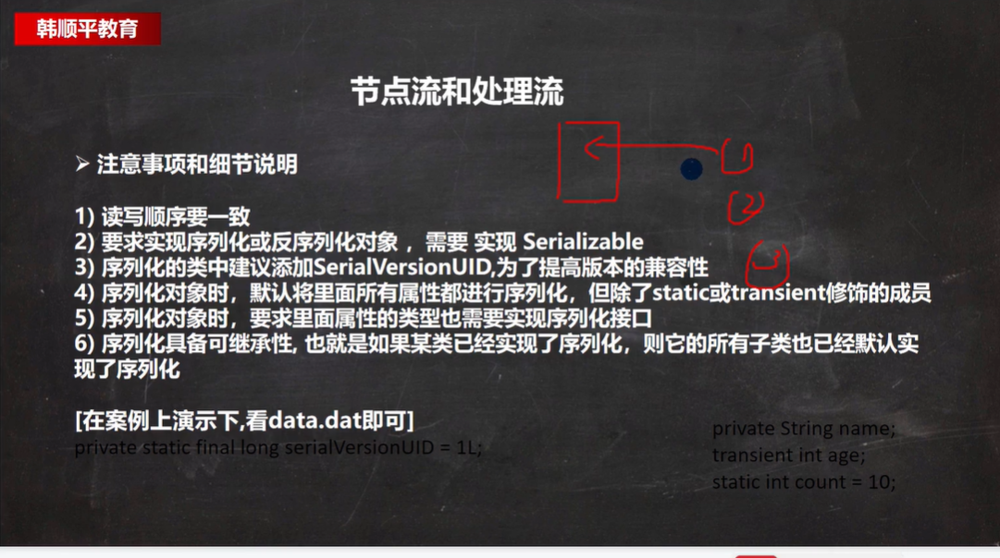 韩顺平教育
节点流和处理流
➢ 注意事项和细节说明
1) 读写顺序要一致
2) 要求实现序列化或反序列化对象 ，需要 实现 Serializable
3) 序列化的类中建议添加SerialVersionUID,为了提高版本的兼容性
4) 序列化对象时，默认将里面所有属性都进行序列化，但除了static或transient修饰的成员
5) 序列化对象时，要求里面属性的类型也需要实现序列化接口
6) 序列化具备可继承性, 也就是如果某类已经实现了序列化，则它的所有子类也已经默认实
现了序列化
[在案例上演示下,看data.dat即可]
private static final long serialVersionUID = 1L;
private String name;
transient int age;
static int count = 10;
1
2
3